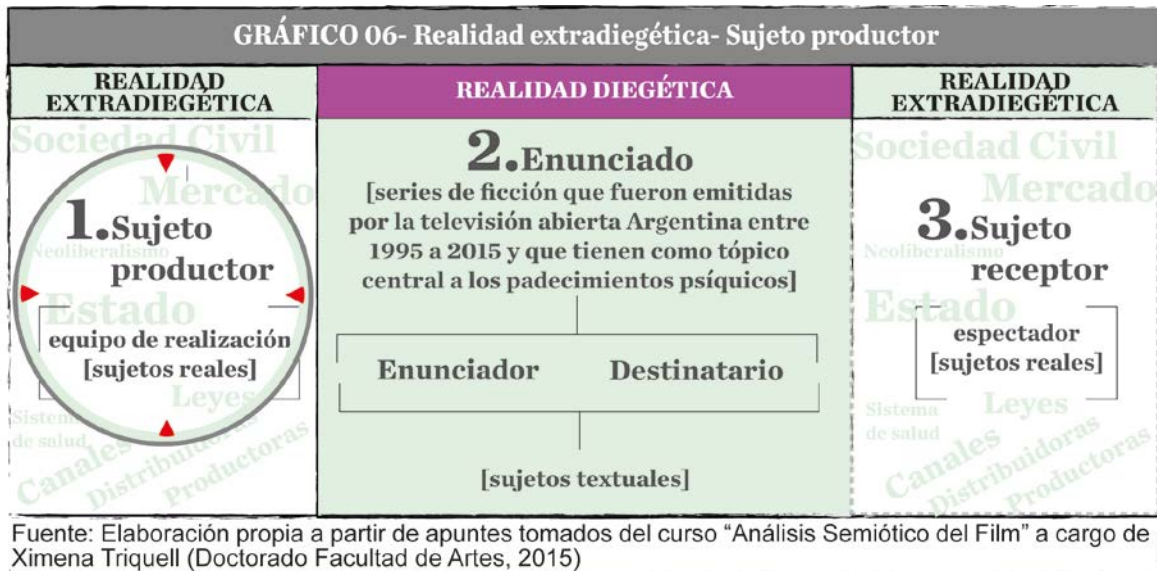 GRÁFICO 06- Realidad extradiegética- Sujeto productor
REALIDAD
EXTRADIEGÉTICA
Sociedad Civil
Mercado
1.Sujeto
Neoliberalismo
productor
Estado
equipo de realización
[sujetos reales]
Leyes
Sistema
de salud
Canales
Distribuidoras
Productoras
REALIDAD DIEGÉTICA
2.Enunciado
[series de ficción que fueron emitidas
por la televisión abierta Argentina entre
1995 a 2015 y que tienen como tópico
central a los padecimientos psíquicos]
Enunciador Destinatario
[sujetos textuales]
REALIDAD
EXTRADIEGÉTICA
Sociedad Civil
Mercado
3.Sujeto
Neoliberalismo
receptor
Estado
espectador
[sujetos reales]
Leyes
Sistema
de salud
Canales
Distribuidoras
Productoras
Fuente: Elaboración propia a partir de apuntes tomados del curso “Análisis Semiótico del Film” a cargo de
Ximena Triquell (Doctorado Facultad de Artes, 2015)